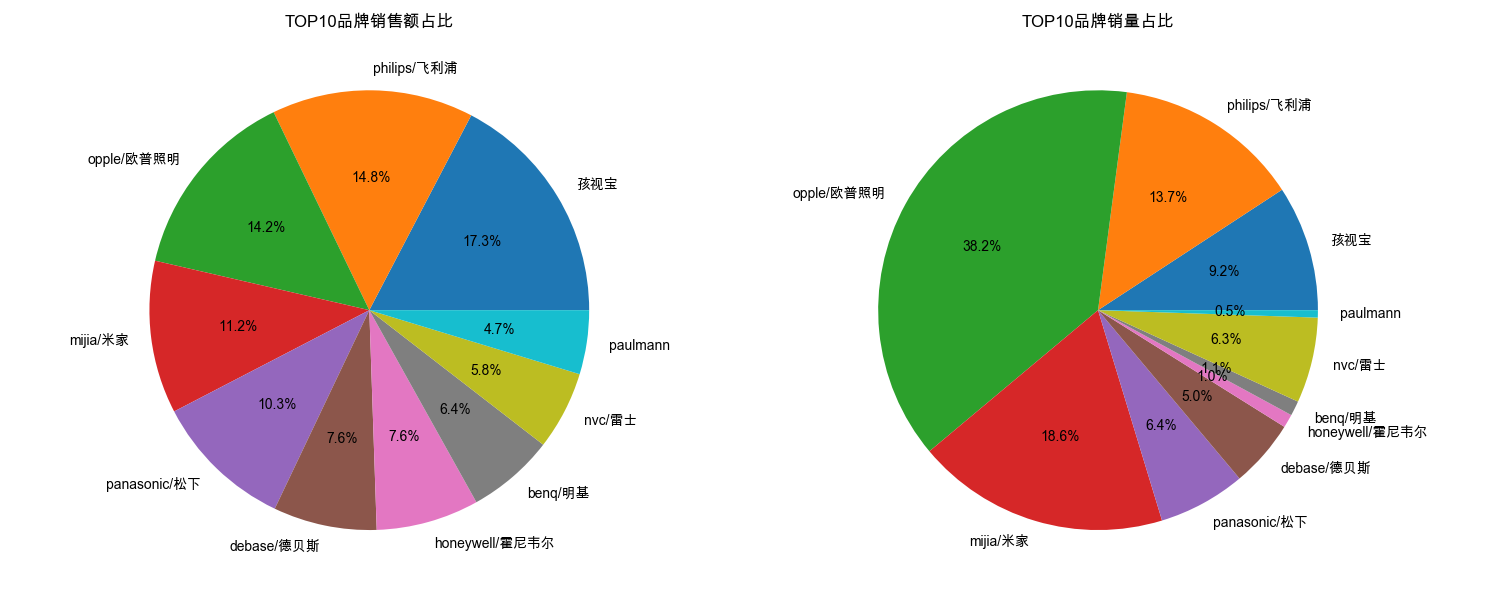 TOP10品牌销售额占比
philips/飞利浦
孩视宝
opple/欧普照明
mijia/米家
panasonic/松下
debase/德贝斯
honeywell/霍尼韦尔
benq/明基
nvc/雷士
paulmann
14.8%
17.3%
14.2%
11.2%
10.3%
7.6%
7.6%
6.4%
5.8%
4.7%
TOP10品牌销量占比
philips/飞利浦
孩视宝
opple/欧普照明
mijia/米家
panasonic/松下
debase/德贝斯
honeywell/霍尼韦尔
benq/明基
nvc/雷士
paulmann
13.7%
9.2%
38.2%
18.6%
6.4%
5.0%
1.0%
1.1%
6.3%
0.5%